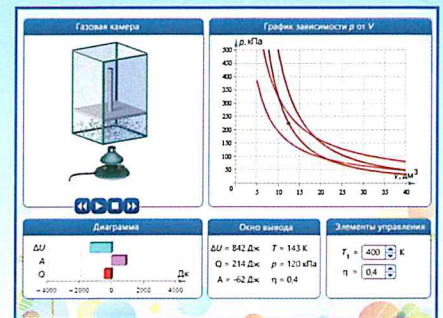 Газовая камера
График зависимости p от V
p, кПа
500
450
400
350
300
250
200
150
100
50
0
5 10 15 20 25 30 35 40
V, дм³
Диаграмма
ΔU
A
Q
Дж
-4000 -2000 0 2000 4000
Окно вывода
ΔU = 842 Дж T = 143 К
Q = 214 Дж p = 120 кПа
A = -62 Дж η = 0,4
Элементы управления
T₁ = 400 К
η = 0,4